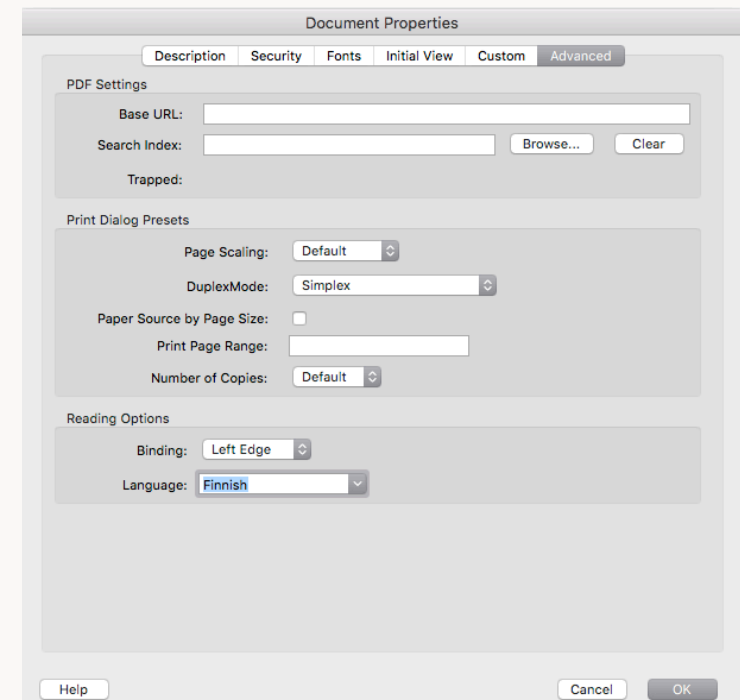 Document Properties
Description Security Fonts Initial View Custom Advanced
PDF Settings
Base URL:
Search Index: Browse... Clear
Trapped:
Print Dialog Presets
Page Scaling: Default
DuplexMode: Simplex
Paper Source by Page Size:
Print Page Range:
Number of Copies: Default
Reading Options
Binding: Left Edge
Language: Finnish
Help Cancel OK